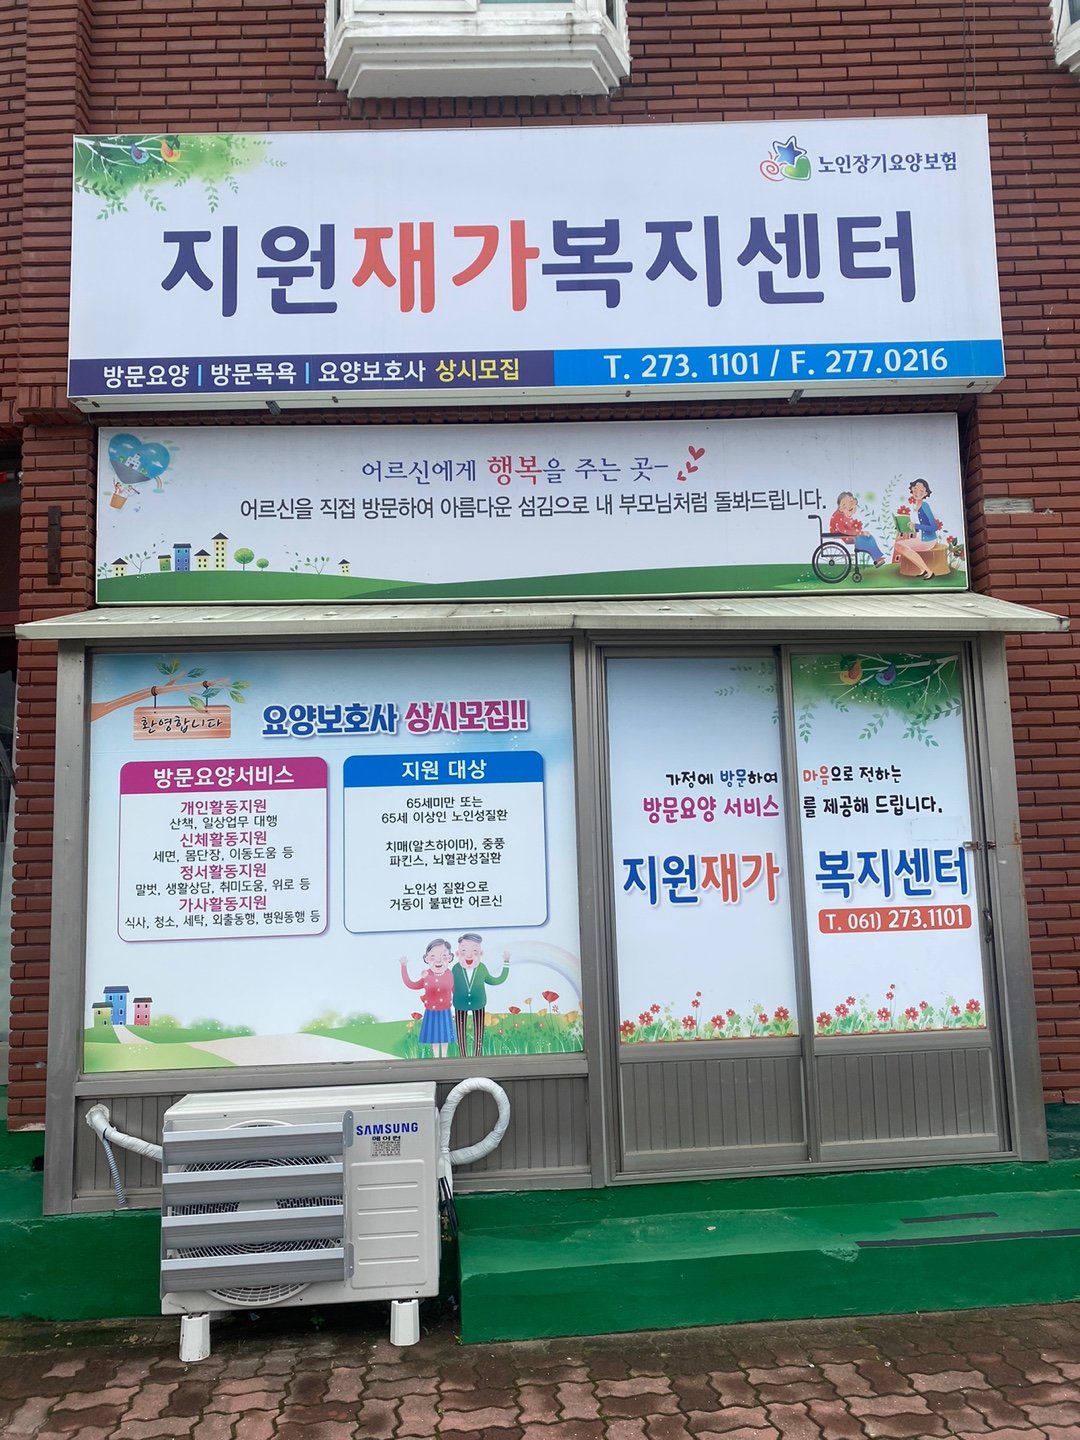 노인장기요양보험
지원재가복지센터
방문요양 | 방문목욕 | 요양보호사 상시모집
T. 273. 1101 / F. 277.0216
어르신에게 행복을 주는 곳~
어르신을 직접 방문하여 아름다운 섬김으로 내 부모님처럼 돌봐드립니다.
환영합니다
요양보호사 상시모집!!
방문요양서비스
개인활동지원
산책, 일상업무 대행
신체활동지원
세면, 몸단장, 이동도움 등
정서활동지원
말벗, 생활상담, 취미도움, 위로 등
가사활동지원
식사, 청소, 세탁, 외출동행, 병원동행 등
지원 대상
65세미만 또는
65세 이상인 노인성질환
치매(알츠하이머), 중풍
파킨스, 뇌혈관성질환
노인성 질환으로
거동이 불편한 어르신
가정에 방문하여 마음으로 전하는
방문요양 서비스를 제공해 드립니다.
지원재가 복지센터
T. 061) 273.1101
SAMSUNG
에어컨